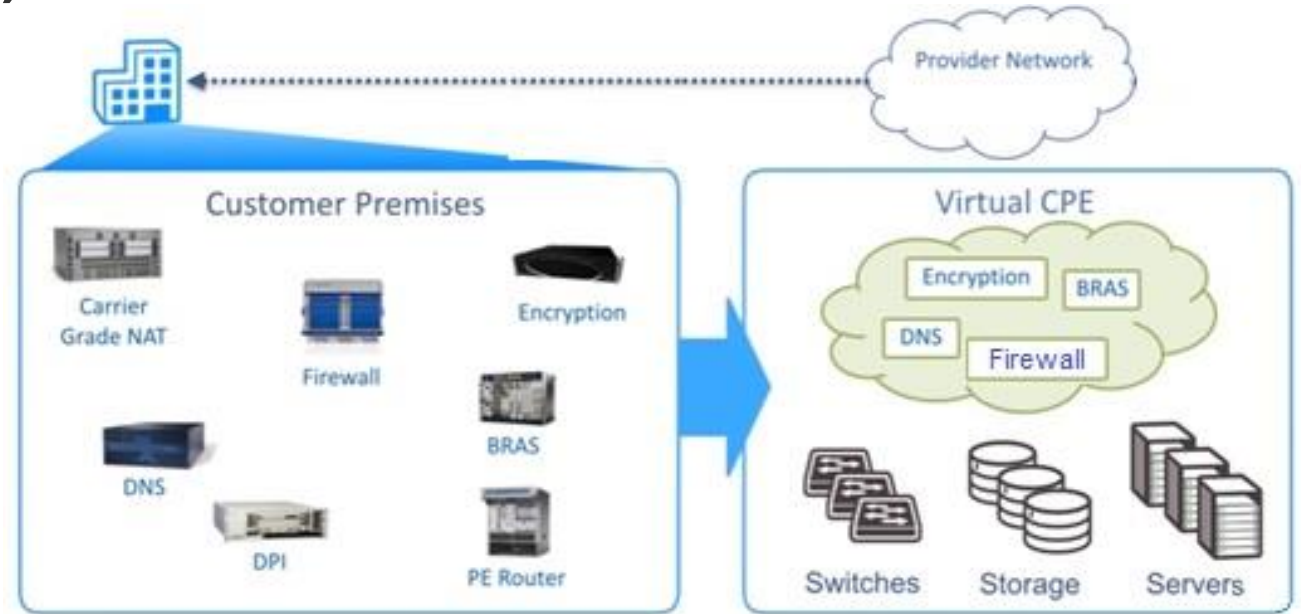 Provider Network
Customer Premises
Virtual CPE
Carrier
Grade NAT
Firewall
Encryption
BRAS
DNS
DPI
PE Router
Encryption
BRAS
DNS
Firewall
Switches
Storage
Servers